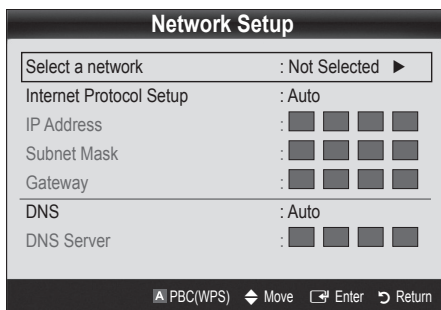 Network Setup
Select a network : Not Selected ►
Internet Protocol Setup : Auto
IP Address :
Subnet Mask :
Gateway :
DNS : Auto
DNS Server :
A PBC(WPS) Move Enter Return